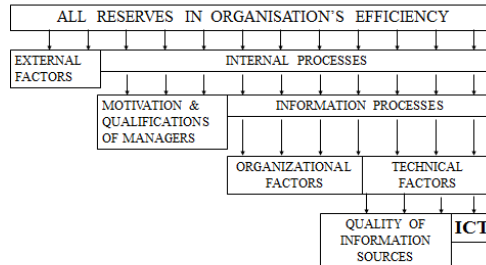 ALL RESERVES IN ORGANISATION'S EFFICIENCY
EXTERNAL
FACTORS
INTERNAL PROCESSES
MOTIVATION &
QUALIFICATIONS
OF MANAGERS
INFORMATION PROCESSES
ORGANIZATIONAL
FACTORS
TECHNICAL
FACTORS
QUALITY OF
INFORMATION
SOURCES
ICT